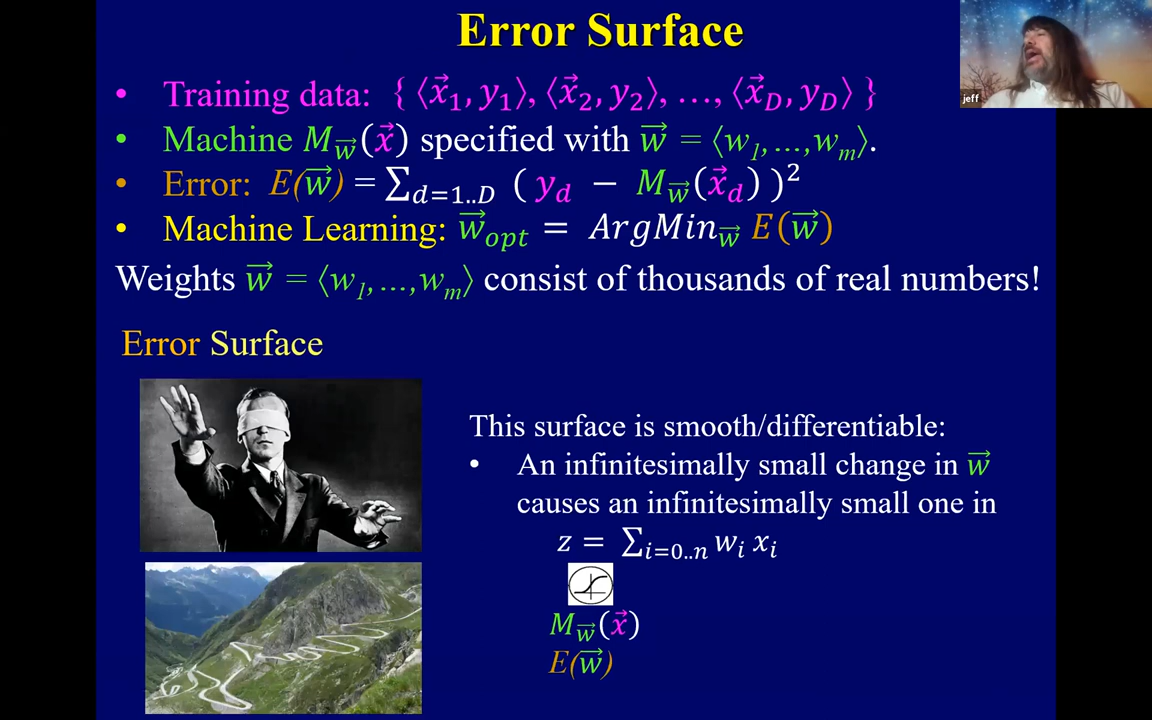 Error Surface
• Training data: { ⟨x⃗₁, y₁⟩, ⟨x⃗₂, y₂⟩, …, ⟨x⃗_D, y_D⟩ }
• Machine M_w⃗(x⃗) specified with w⃗ = ⟨w₁,…,w_m⟩.
• Error: E(w⃗) = ∑_{d=1..D} ( y_d − M_w⃗(x⃗_d) )²
• Machine Learning: w⃗_opt = ArgMin_w⃗ E(w⃗)
Weights w⃗ = ⟨w₁,…,w_m⟩ consist of thousands of real numbers!
Error Surface
This surface is smooth/differentiable:
• An infinitesimally small change in w⃗
causes an infinitesimally small one in
z = ∑_{i=0..n} w_i x_i
M_w⃗(x⃗)
E(w⃗)
jeff